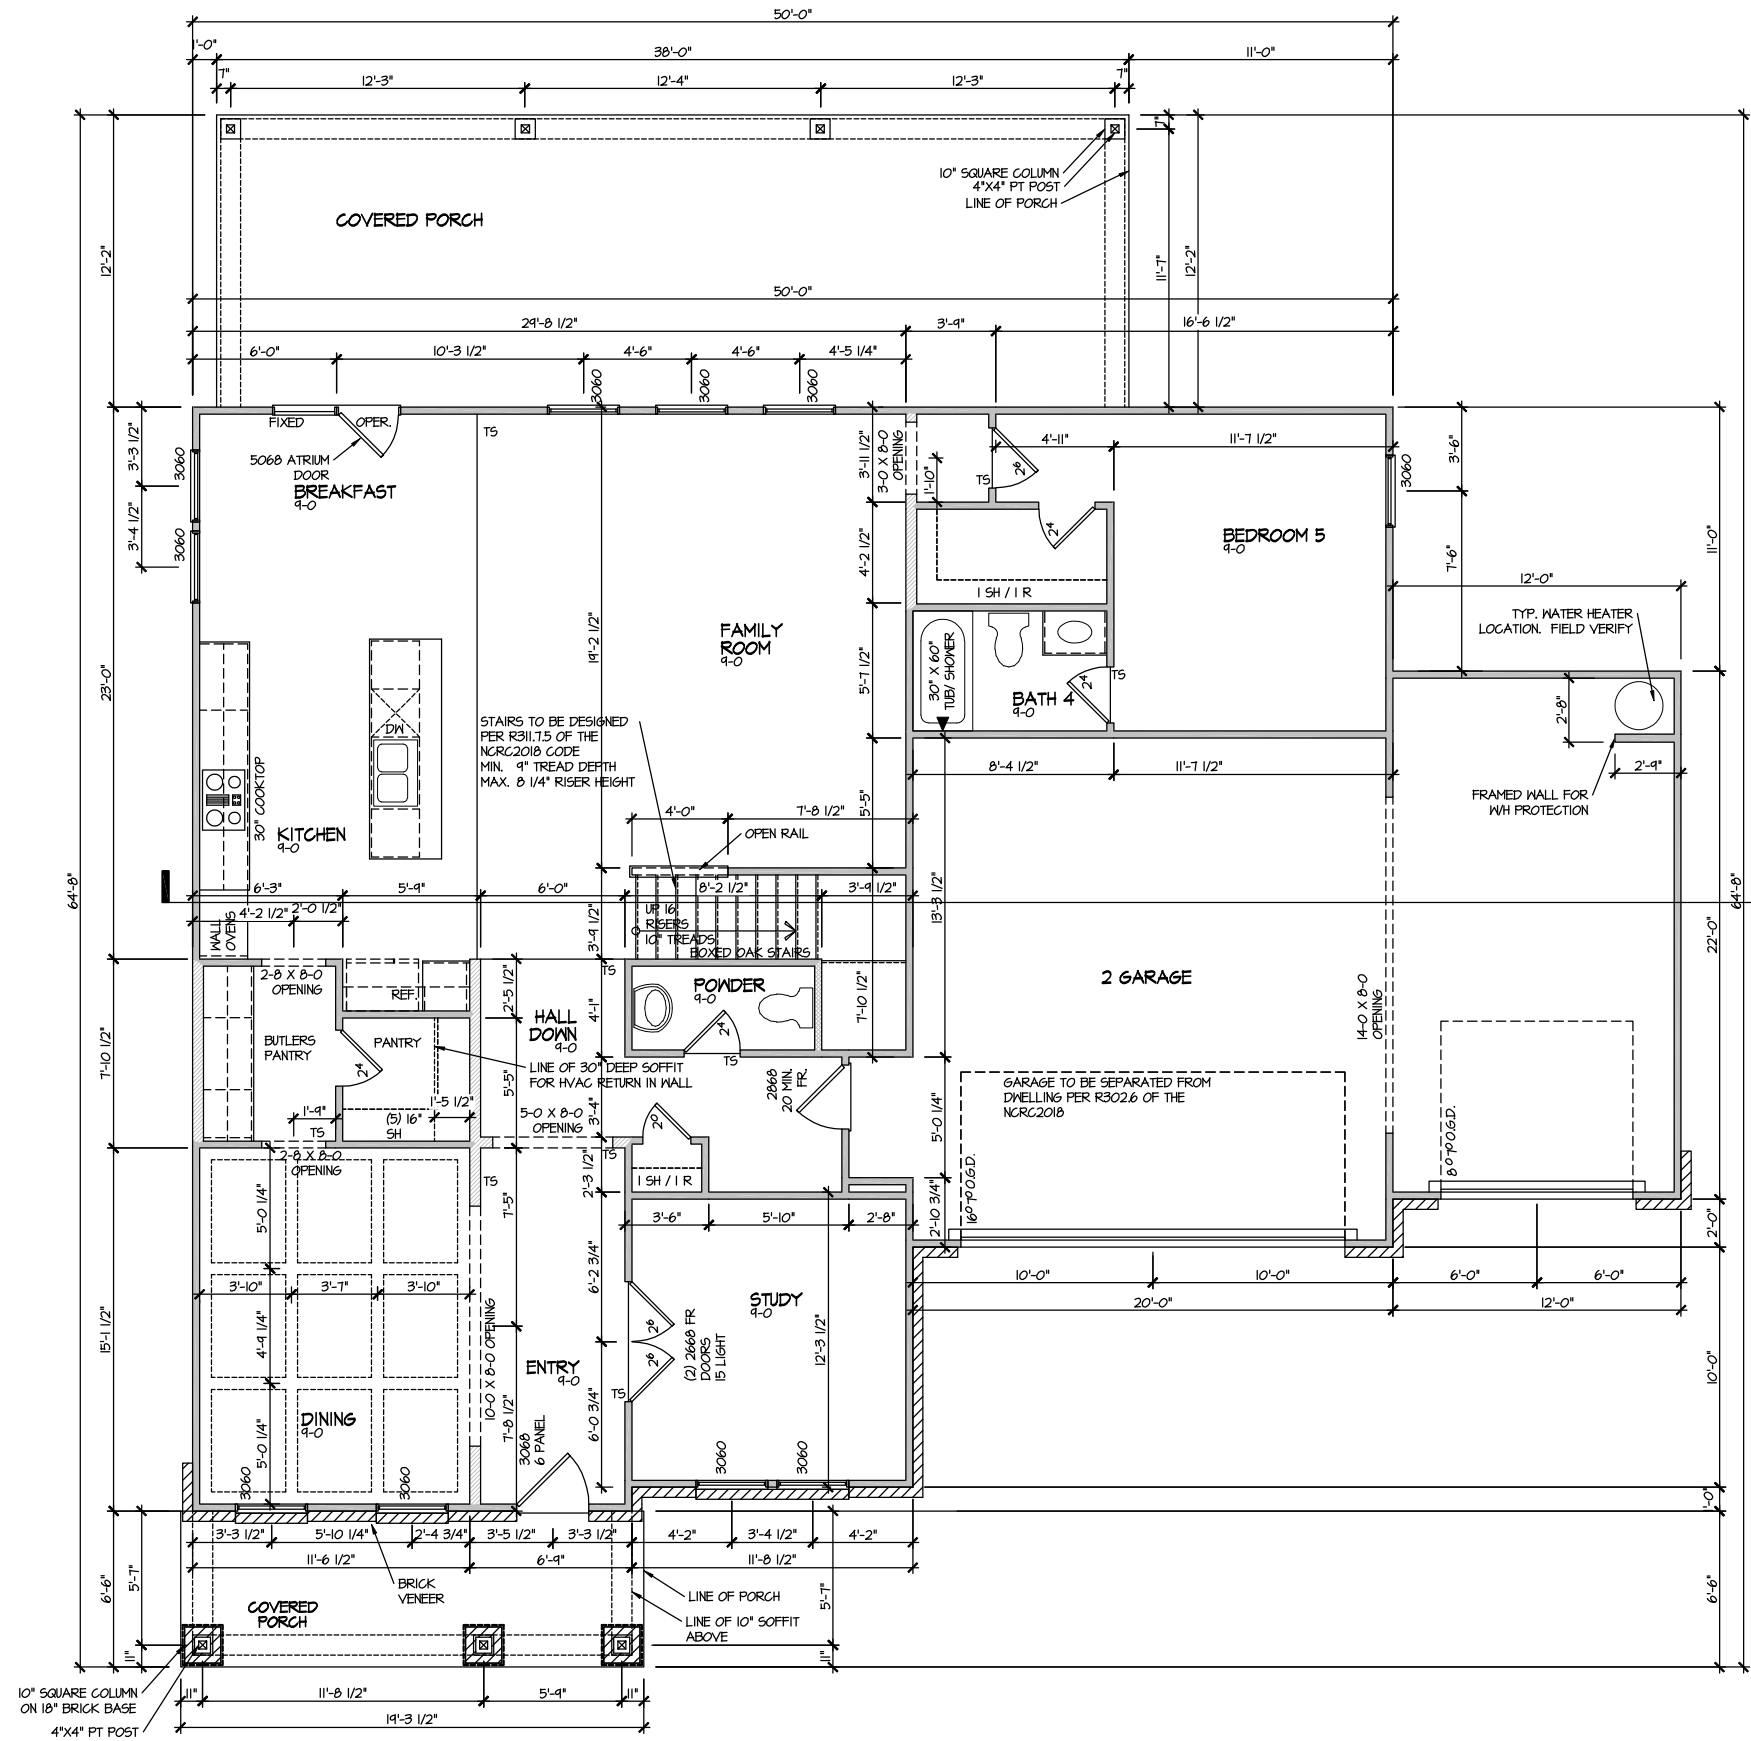 50'-0"
1'-0"
38'-0"
11'-0"
7"
12'-3"
12'-4"
12'-3"
7"
7"
10" SQUARE COLUMN
4"X4" PT POST
LINE OF PORCH
COVERED PORCH
12'-2"
11'-7"
12'-2"
50'-0"
29'-8 1/2"
3'-9"
16'-6 1/2"
6'-0"
10'-3 1/2"
4'-6"
4'-6"
4'-5 1/4"
3060
3060
3060
FIXED
OPER.
TS
5068 ATRIUM
DOOR
BREAKFAST
9-0
3'-3 1/2"
3060
3'-4 1/2"
3060
3'-11 1/2"
3-0 X 8-0
OPENING
1'-10"
TS
2⁶
4'-11"
11'-7 1/2"
3060
3'-6"
7'-6"
11'-0"
2⁴
BEDROOM 5
9-0
4'-2 1/2"
1 SH / 1 R
12'-0"
TYP. WATER HEATER
LOCATION. FIELD VERIFY
23'-0"
19'-2 1/2"
FAMILY
ROOM
9-0
5'-7 1/2"
30" X 60"
TUB/ SHOWER
BATH 4
9-0
2⁴
TS
2'-8"
2'-9"
DW
STAIRS TO BE DESIGNED
PER R311.7.5 OF THE
NCRC2018 CODE
MIN. 9" TREAD DEPTH
MAX. 8 1/4" RISER HEIGHT
8'-4 1/2"
11'-7 1/2"
FRAMED WALL FOR
W/H PROTECTION
30" COOKTOP
KITCHEN
9-0
4'-0"
7'-8 1/2"
5'-5"
OPEN RAIL
64'-8"
64'-8"
6'-3"
5'-9"
6'-0"
8'-2 1/2"
3'-9 1/2"
4'-2 1/2"
2'-0 1/2"
WALL
OVENS
3'-9 1/2"
UP 16
RISERS
10" TREADS
BOXED OAK STAIRS
13'-3 1/2"
22'-0"
2-8 X 8-0
OPENING
REF.
2'-5 1/2"
TS
4'-1"
POWDER
9-0
2⁴
TS
7'-10 1/2"
2 GARAGE
14-0 X 8-0
OPENING
HALL
DOWN
9-0
BUTLERS
PANTRY
PANTRY
2⁴
7'-10 1/2"
LINE OF 30" DEEP SOFFIT
FOR HVAC RETURN IN WALL
5'-5"
2868
20 MIN.
FR.
GARAGE TO BE SEPARATED FROM
DWELLING PER R302.6 OF THE
NCRC2018
1'-9"
TS
(5) 16"
SH
1'-5 1/2"
5-0 X 8-0
OPENING
3'-4"
2⁰
5'-0 1/4"
8⁰7⁰O.G.D.
2-8 X 8-0
OPENING
TS
TS
2'-3 1/2"
1 SH / 1 R
16⁰7⁰O.G.D.
5'-0 1/4"
7'-5"
3'-6"
5'-10"
2'-8"
2'-10 3/4"
2'-0"
6'-2 3/4"
3'-10"
3'-7"
3'-10"
10'-0"
10'-0"
6'-0"
6'-0"
20'-0"
12'-0"
STUDY
9-0
15'-1 1/2"
4'-9 1/4"
10-0 X 8-0 OPENING
2⁶
2⁶
(2) 2668 FR
DOORS
15 LIGHT
12'-3 1/2"
10'-0"
ENTRY
9-0
TS
DINING
9-0
5'-0 1/4"
7'-8 1/2"
3068
6 PANEL
6'-0 3/4"
3060
3060
3060
3060
1'-0"
3'-3 1/2"
5'-10 1/4"
2'-4 3/4"
3'-5 1/2"
3'-3 1/2"
4'-2"
3'-4 1/2"
4'-2"
11'-6 1/2"
6'-9"
11'-8 1/2"
6'-6"
5'-7"
BRICK
VENEER
LINE OF PORCH
LINE OF 10" SOFFIT
ABOVE
5'-7"
6'-6"
COVERED
PORCH
11"
11"
10" SQUARE COLUMN
ON 18" BRICK BASE
4"X4" PT POST
11"
11'-8 1/2"
5'-9"
11"
19'-3 1/2"